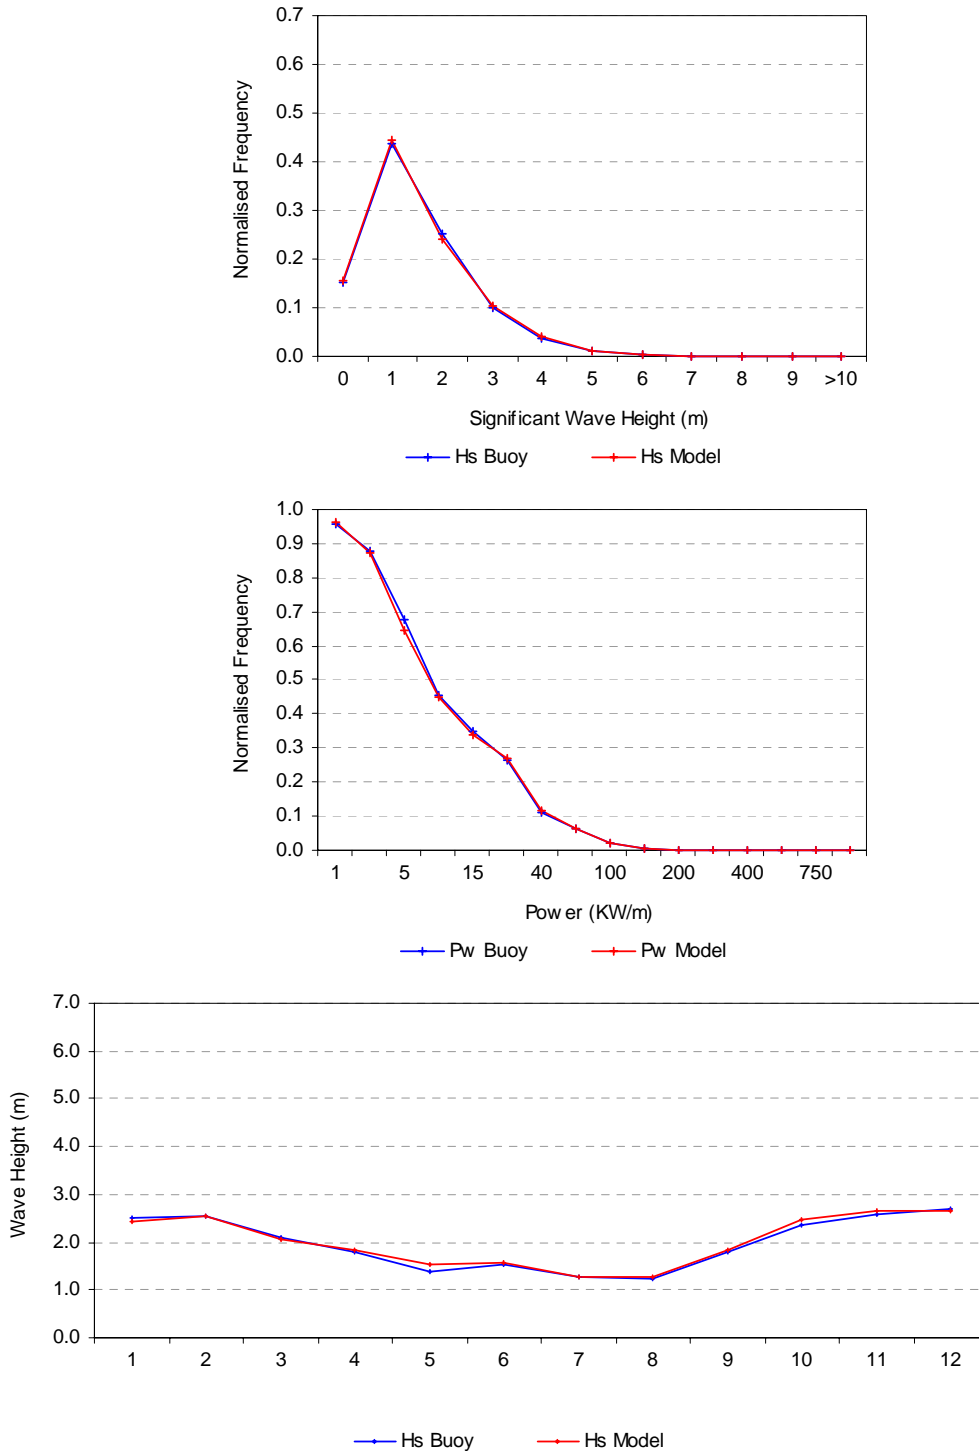 0.7
0.6
0.5
0.4
0.3
0.2
0.1
0.0
Normalised Frequency
0 1 2 3 4 5 6 7 8 9 >10
Significant Wave Height (m)
Hs Buoy Hs Model
1.0
0.9
0.8
0.7
0.6
0.5
0.4
0.3
0.2
0.1
0.0
Normalised Frequency
1 5 15 40 100 200 400 750
Power (KW/m)
Pw Buoy Pw Model
7.0
6.0
5.0
4.0
3.0
2.0
1.0
0.0
Wave Height (m)
1 2 3 4 5 6 7 8 9 10 11 12
Hs Buoy Hs Model